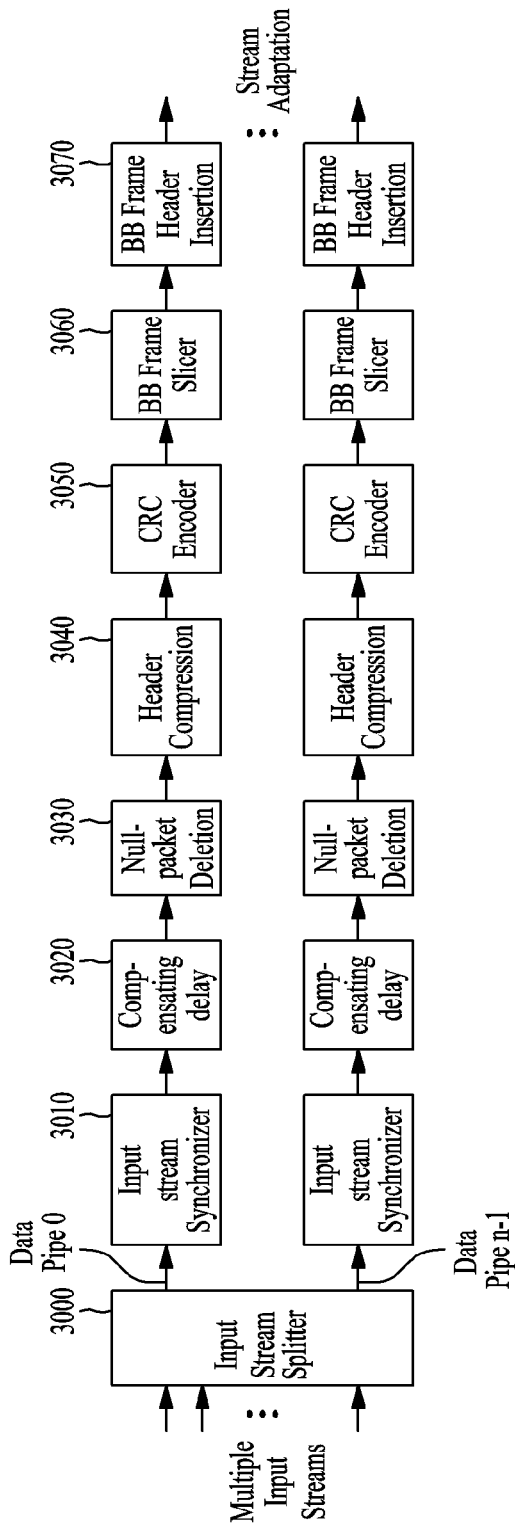 Multiple
Input
Streams
3000
Input
Stream
Splitter
Data
Pipe 0
3010
Input
stream
Synchronizer
3020
Comp-
ensating
delay
3030
Null-
packet
Deletion
3040
Header
Compression
3050
CRC
Encoder
3060
BB Frame
Slicer
3070
BB Frame
Header
Insertion
Stream
Adaptation
Data
Pipe n-1
Input
stream
Synchronizer
Comp-
ensating
delay
Null-
packet
Deletion
Header
Compression
CRC
Encoder
BB Frame
Slicer
BB Frame
Header
Insertion